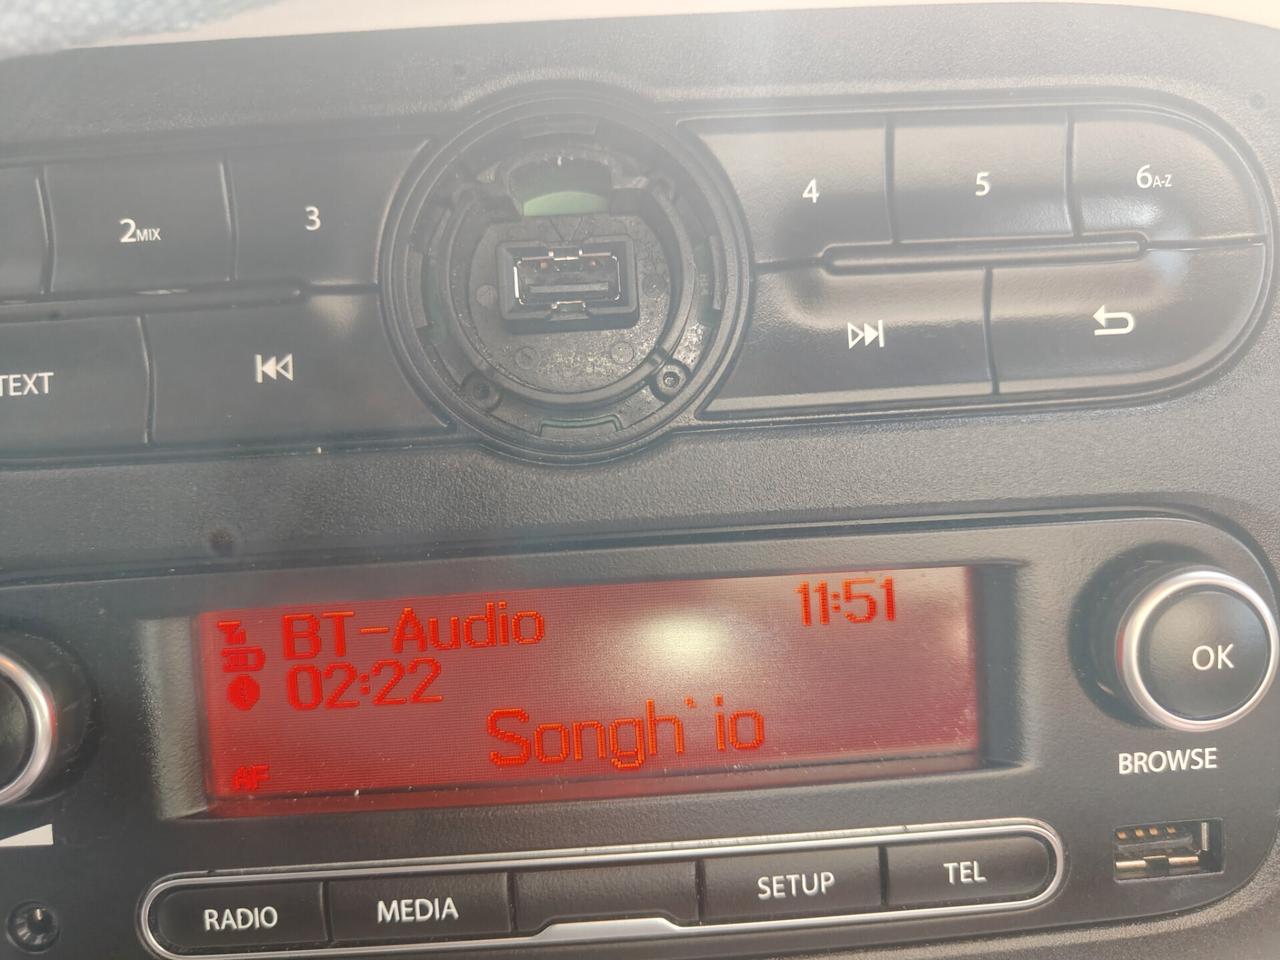 2MIX
3
4
5
6A-Z
TEXT
BT-Audio
11:51
02:22
Songh`io
AF
OK
BROWSE
RADIO
MEDIA
SETUP
TEL